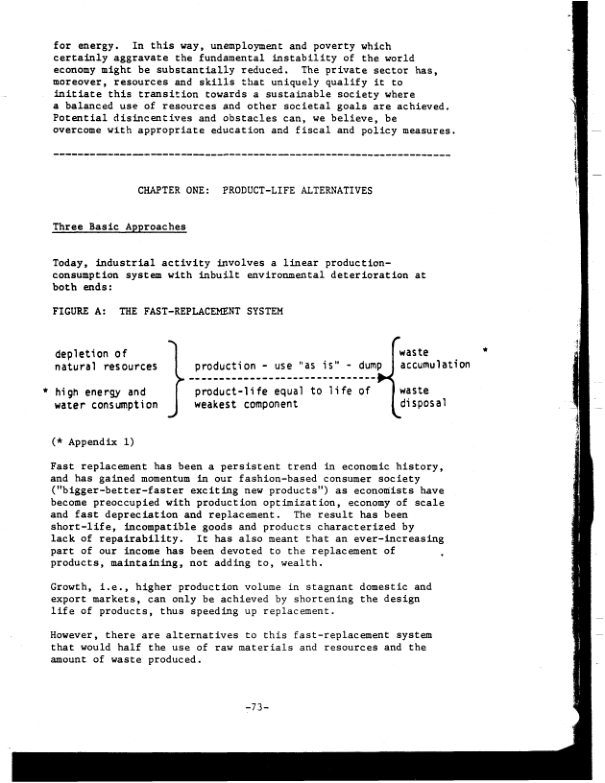 for energy.  In this way, unemployment and poverty which
certainly aggravate the fundamental instability of the world
economy might be substantially reduced.  The private sector has,
moreover, resources and skills that uniquely qualify it to
initiate this transition towards a sustainable society where
a balanced use of resources and other societal goals are achieved.
Potential disincentives and obstacles can, we believe, be
overcome with appropriate education and fiscal and policy measures.
CHAPTER ONE:  PRODUCT-LIFE ALTERNATIVES
Three Basic Approaches
Today, industrial activity involves a linear production-
consumption system with inbuilt environmental deterioration at
both ends:
FIGURE A:  THE FAST-REPLACEMENT SYSTEM
depletion of
natural resources
* high energy and
water consumption
production - use "as is" - dump
product-life equal to life of
weakest component
waste *
accumulation
waste
disposal
(* Appendix 1)
Fast replacement has been a persistent trend in economic history,
and has gained momentum in our fashion-based consumer society
("bigger-better-faster exciting new products") as economists have
become preoccupied with production optimization, economy of scale
and fast depreciation and replacement.  The result has been
short-life, incompatible goods and products characterized by
lack of repairability.  It has also meant that an ever-increasing
part of our income has been devoted to the replacement of
products, maintaining, not adding to, wealth.
Growth, i.e., higher production volume in stagnant domestic and
export markets, can only be achieved by shortening the design
life of products, thus speeding up replacement.
However, there are alternatives to this fast-replacement system
that would half the use of raw materials and resources and the
amount of waste produced.
-73-